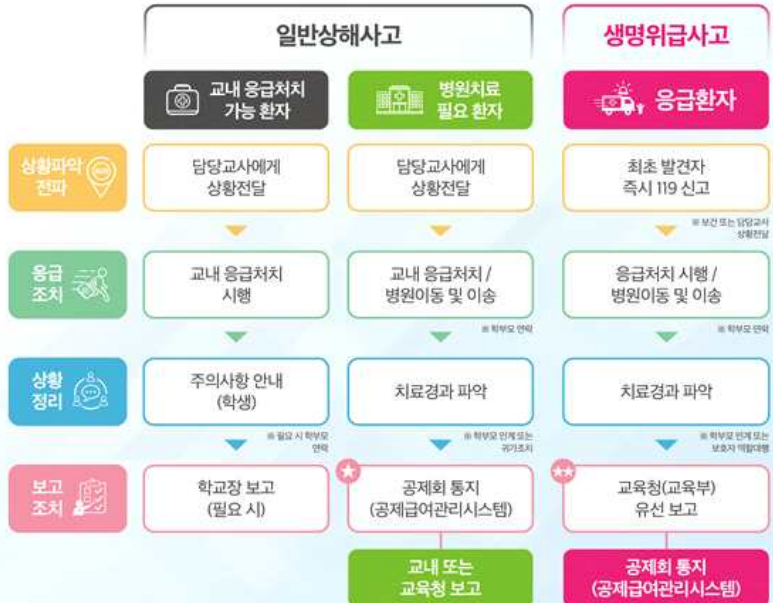 일반상해사고
생명위급사고
교내 응급처치
가능 환자
병원치료
필요 환자
응급환자
상황파악
전파
담당교사에게
상황전달
담당교사에게
상황전달
최초 발견자
즉시 119 신고
※ 보건 또는 담당교사
상황전달
응급
조치
교내 응급처치
시행
교내 응급처치 /
병원이동 및 이송
응급처치 시행 /
병원이동 및 이송
※ 학부모 연락
※ 학부모 연락
상황
정리
주의사항 안내
(학생)
치료경과 파악
치료경과 파악
※ 필요 시 학부모
연락
※ 학부모 인계 또는
귀가조치
※ 학부모 인계 또는
보호자 역할대행
보고
조치
학교장 보고
(필요 시)
공제회 통지
(공제급여관리시스템)
교육청(교육부)
유선 보고
교내 또는
교육청 보고
공제회 통지
(공제급여관리시스템)